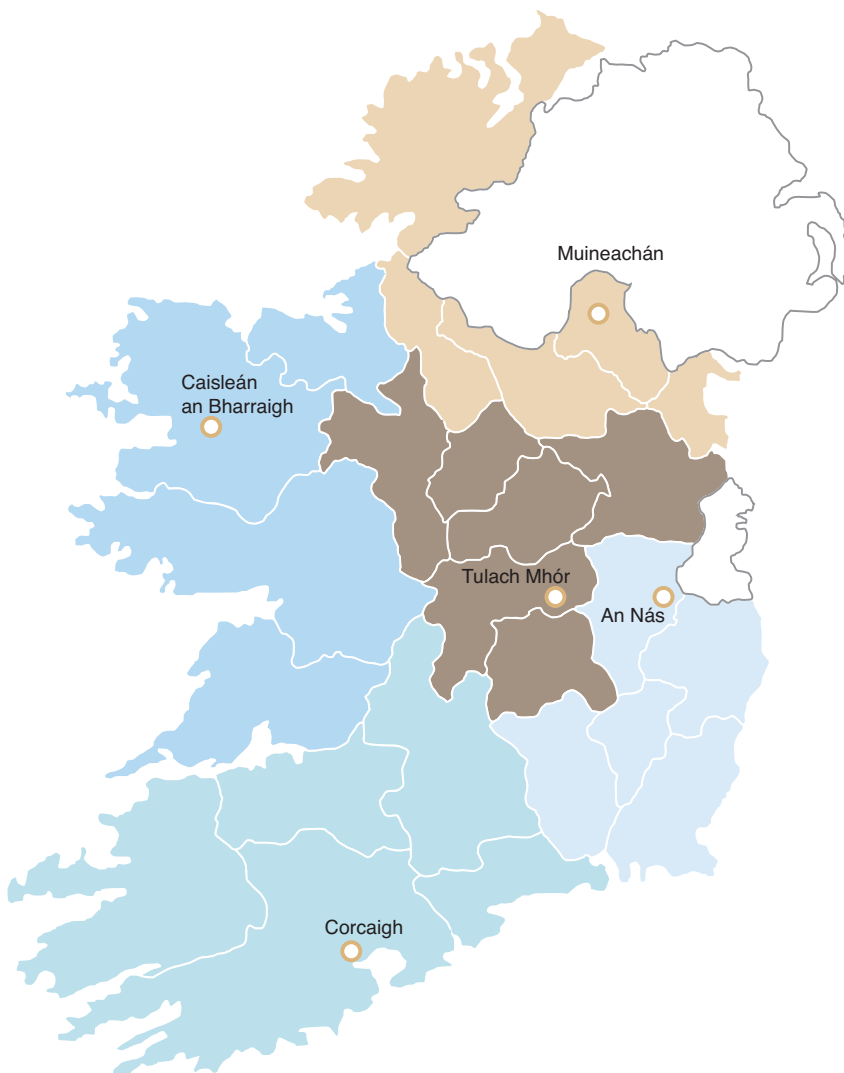 Muineachán
Caisleán
an Bharraigh
Tulach Mhór
An Nás
Corcaigh